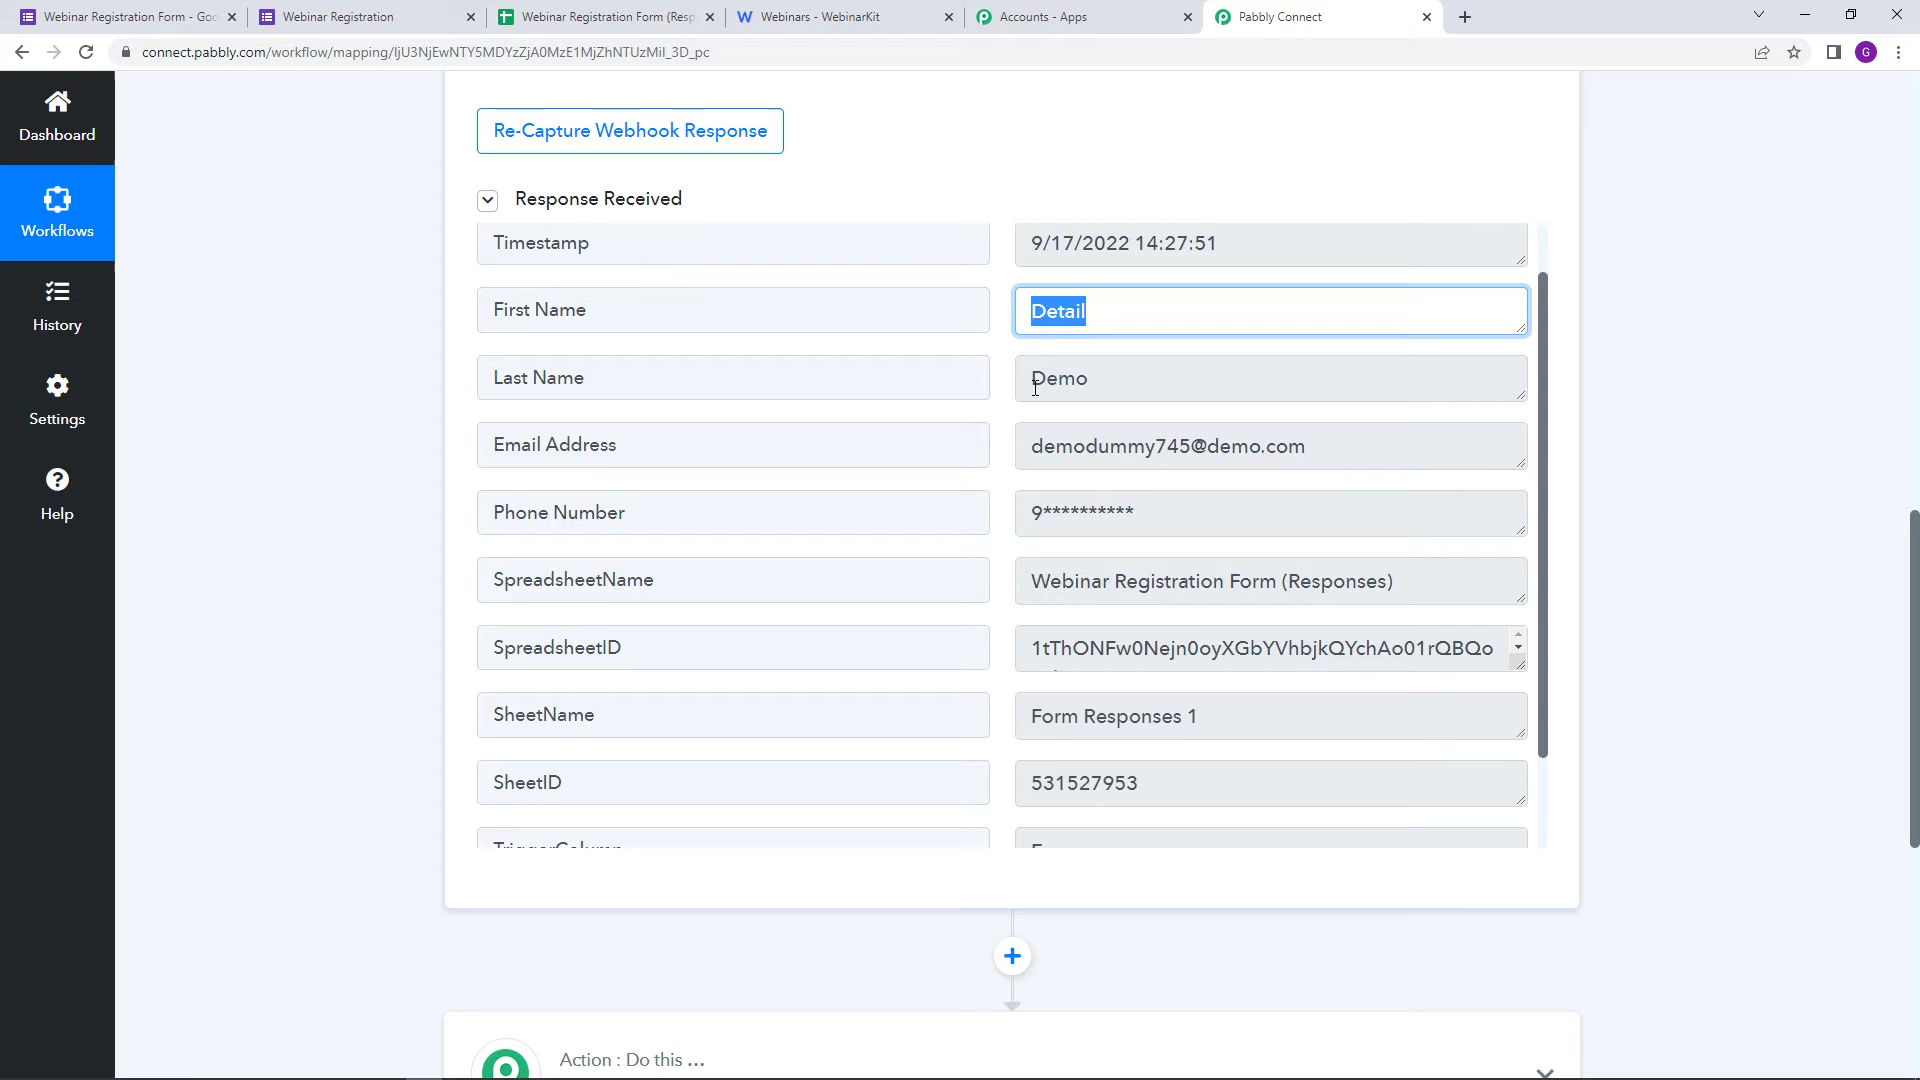 Webinar Registration Form - Goo
Webinar Registration
Webinar Registration Form (Resp
Webinars - WebinarKit
Accounts - Apps
Pabbly Connect
connect.pabbly.com/workflow/mapping/IjU3NjEwNTY5MDYzZjA0MzE1MjZhNTUzMiI_3D_pc
G
Dashboard
Workflows
History
Settings
Help
Re-Capture Webhook Response
Response Received
Timestamp
9/17/2022 14:27:51
First Name
Detail
Last Name
Demo
Email Address
demodummy745@demo.com
Phone Number
9**********
SpreadsheetName
Webinar Registration Form (Responses)
SpreadsheetID
1tThONFw0Nejn0oyXGbYVhbjkQYchAo01rQBQo
SheetName
Form Responses 1
SheetID
531527953
TriggerColumn
Action : Do this ...